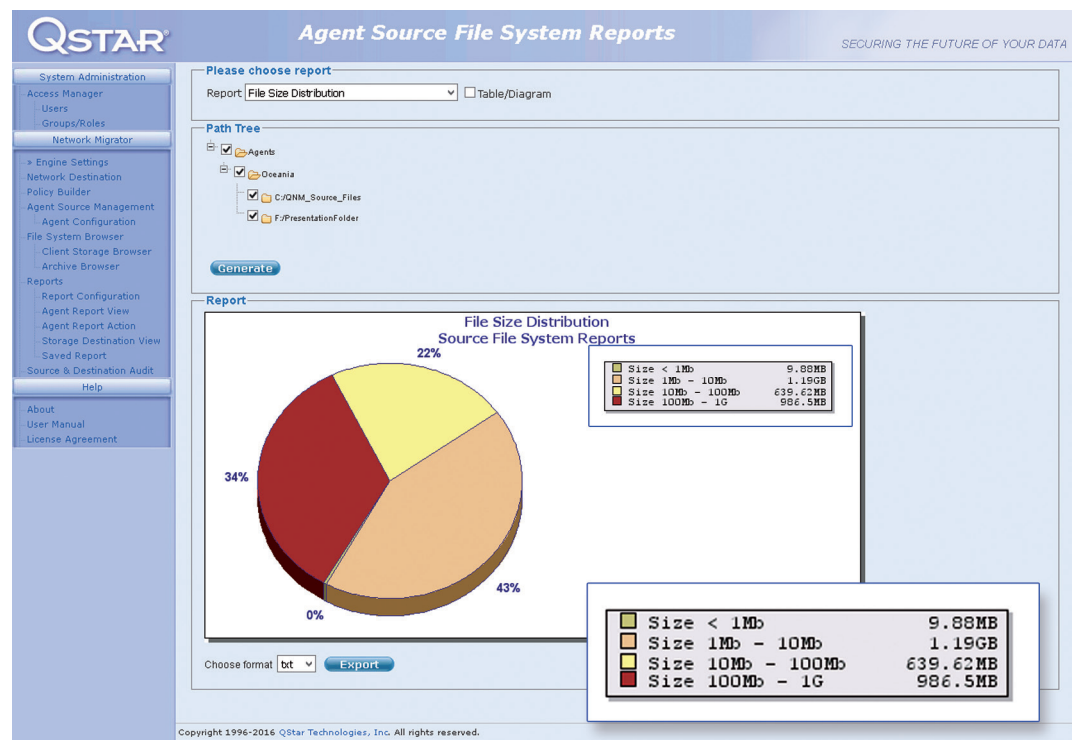 QSTAR®
Agent Source File System Reports
SECURING THE FUTURE OF YOUR DATA
System Administration
Access Manager
Users
Groups/Roles
Network Migrator
» Engine Settings
Network Destination
Policy Builder
Agent Source Management
Agent Configuration
File System Browser
Client Storage Browser
Archive Browser
Reports
Report Configuration
Agent Report View
Agent Report Action
Storage Destination View
Saved Report
Source & Destination Audit
Help
About
User Manual
License Agreement
Please choose report
Report File Size Distribution Table/Diagram
Path Tree
Agents
Oceania
C:/QNM_Source_Files
F:/PresentationFolder
Generate
Report
File Size Distribution
Source File System Reports
22%
34%
43%
0%
Size < 1Mb 9.88MB
Size 1Mb - 10Mb 1.19GB
Size 10Mb - 100Mb 639.62MB
Size 100Mb - 1G 986.5MB
Size < 1Mb 9.88MB
Size 1Mb - 10Mb 1.19GB
Size 10Mb - 100Mb 639.62MB
Size 100Mb - 1G 986.5MB
Choose format txt Export
Copyright 1996-2016 QStar Technologies, Inc. All rights reserved.